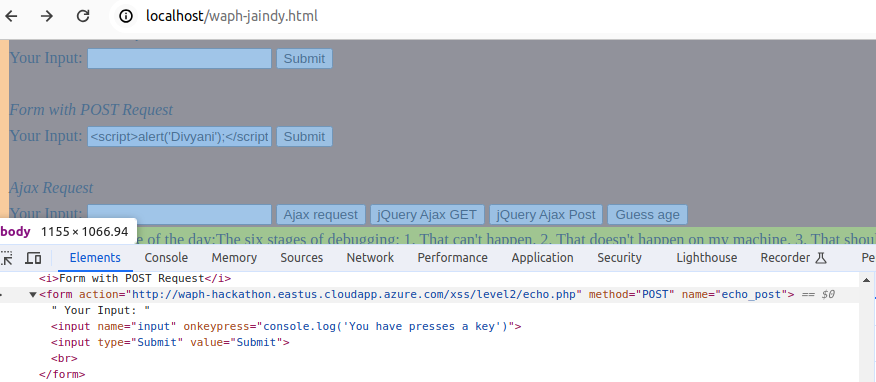 localhost/waph-jaindy.html
Your Input: Submit
Form with POST Request
Your Input: <script>alert('Divyani');</script Submit
Ajax Request
Your Input: Ajax request jQuery Ajax GET jQuery Ajax Post Guess age
body 1155 × 1066.94 e of the day:The six stages of debugging: 1. That can't happen. 2. That doesn't happen on my machine. 3. That shou
Elements Console Memory Sources Network Performance Application Security Lighthouse Recorder Pe
<i>Form with POST Request</i>
▼<form action="http://waph-hackathon.eastus.cloudapp.azure.com/xss/level2/echo.php" method="POST" name="echo_post"> == $0
" Your Input: "
<input name="input" onkeypress="console.log('You have presses a key')">
<input type="Submit" value="Submit">
<br>
</form>